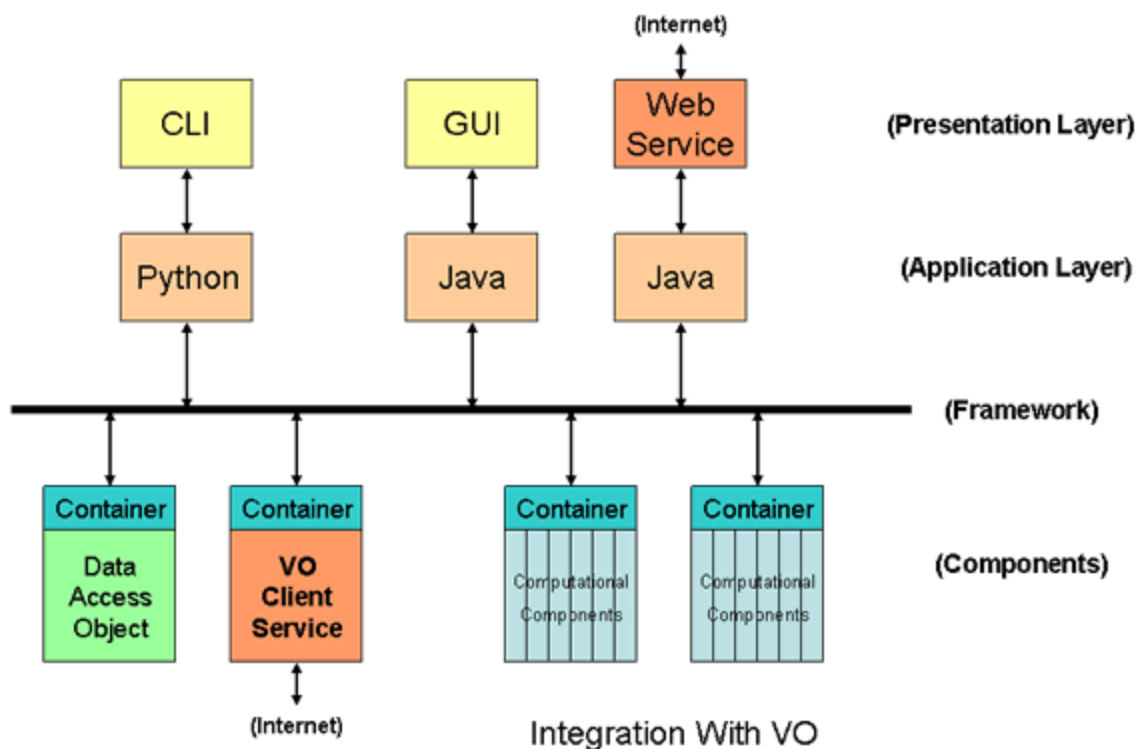 (Internet)
CLI
GUI
Web
Service
(Presentation Layer)
Python
Java
Java
(Application Layer)
(Framework)
Container
Container
Container
Container
Data
Access
Object
VO
Client
Service
Computational
Components
Computational
Components
(Components)
(Internet)
Integration With VO